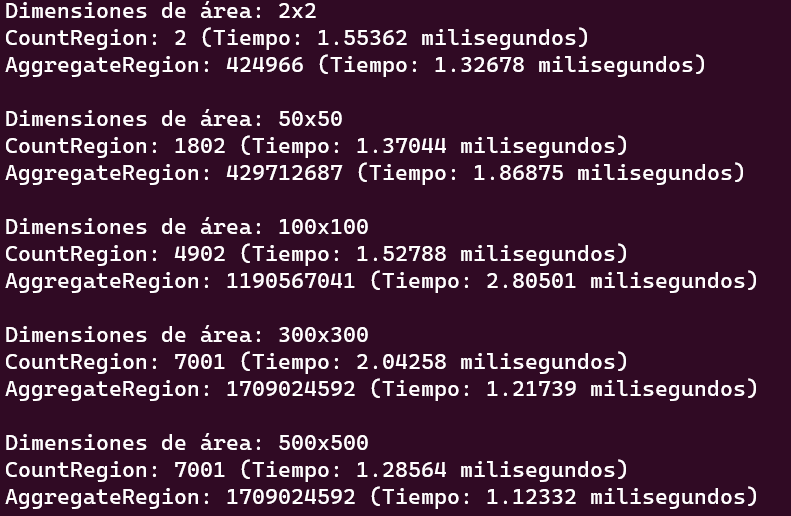 Dimensiones de área: 2x2
CountRegion: 2 (Tiempo: 1.55362 milisegundos)
AggregateRegion: 424966 (Tiempo: 1.32678 milisegundos)
Dimensiones de área: 50x50
CountRegion: 1802 (Tiempo: 1.37044 milisegundos)
AggregateRegion: 429712687 (Tiempo: 1.86875 milisegundos)
Dimensiones de área: 100x100
CountRegion: 4902 (Tiempo: 1.52788 milisegundos)
AggregateRegion: 1190567041 (Tiempo: 2.80501 milisegundos)
Dimensiones de área: 300x300
CountRegion: 7001 (Tiempo: 2.04258 milisegundos)
AggregateRegion: 1709024592 (Tiempo: 1.21739 milisegundos)
Dimensiones de área: 500x500
CountRegion: 7001 (Tiempo: 1.28564 milisegundos)
AggregateRegion: 1709024592 (Tiempo: 1.12332 milisegundos)